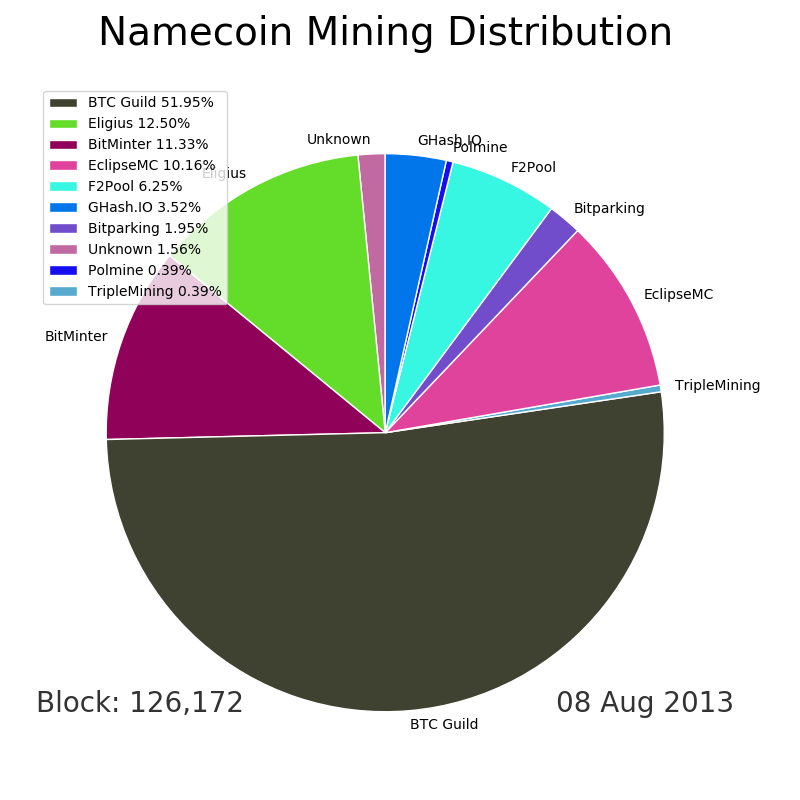 Namecoin Mining Distribution
BTC Guild 51.95%
Eligius 12.50%
BitMinter 11.33%
EclipseMC 10.16%
F2Pool 6.25%
GHash.IO 3.52%
Bitparking 1.95%
Unknown 1.56%
Polmine 0.39%
TripleMining 0.39%
Unknown
GHash.IO
Polmine
F2Pool
Eligius
Bitparking
EclipseMC
BitMinter
TripleMining
BTC Guild
Block: 126,172
08 Aug 2013